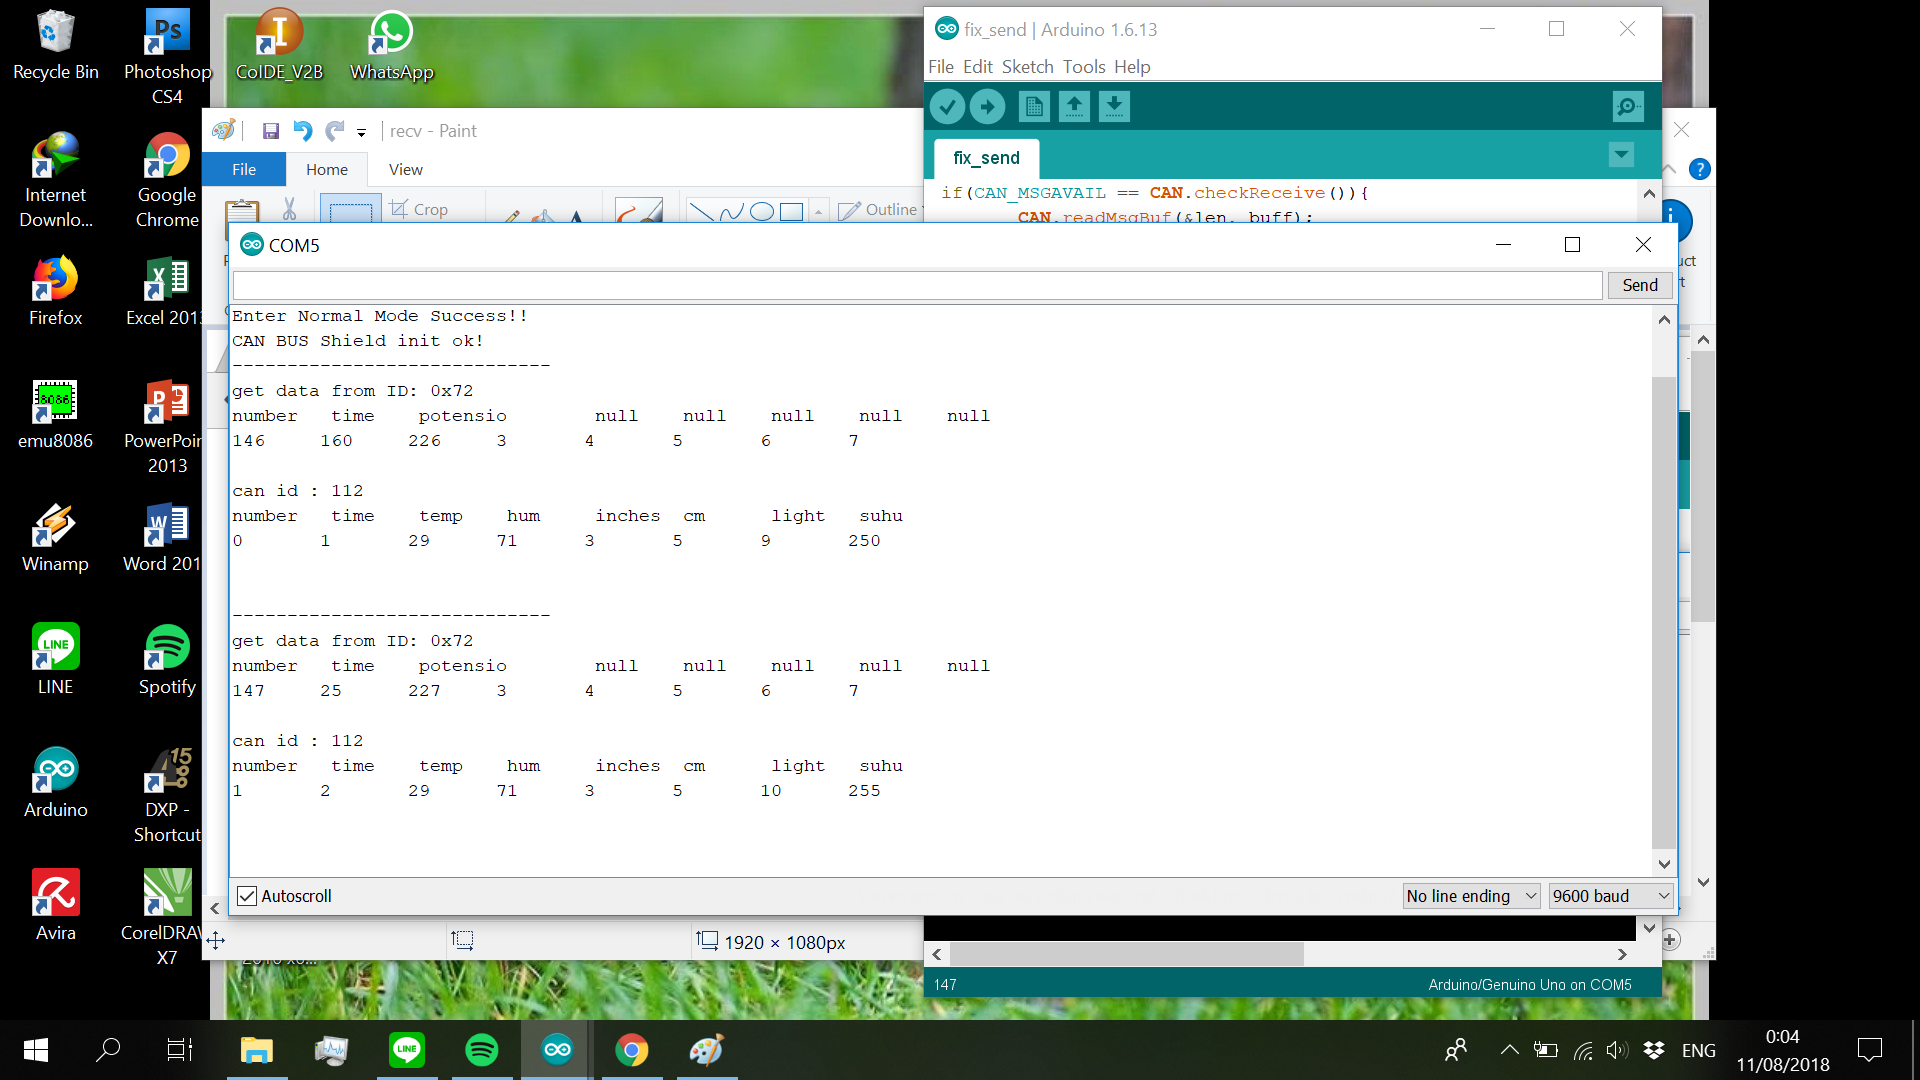 Recycle Bin
Photoshop CS4
CoIDE_V2B
WhatsApp
Internet Downlo...
Google Chrome
Firefox
Excel 201
emu8086
PowerPoin 2013
Winamp
Word 201
LINE
Spotify
Arduino
DXP - Shortcut
Avira
CorelDRAW X7
fix_send | Arduino 1.6.13
File Edit Sketch Tools Help
fix_send
if(CAN_MSGAVAIL == CAN.checkReceive()){
CAN.readMsgBuf(&len, buff);
recv - Paint
File Home View
Crop
Outline
COM5
Send
Enter Normal Mode Success!!
CAN BUS Shield init ok!
-----------------------------
get data from ID: 0x72
number time potensio null null null null null
146 160 226 3 4 5 6 7
can id : 112
number time temp hum inches cm light suhu
0 1 29 71 3 5 9 250
-----------------------------
get data from ID: 0x72
number time potensio null null null null null
147 25 227 3 4 5 6 7
can id : 112
number time temp hum inches cm light suhu
1 2 29 71 3 5 10 255
Autoscroll
No line ending
9600 baud
1920 × 1080px
147
Arduino/Genuino Uno on COM5
ENG
0:04
11/08/2018